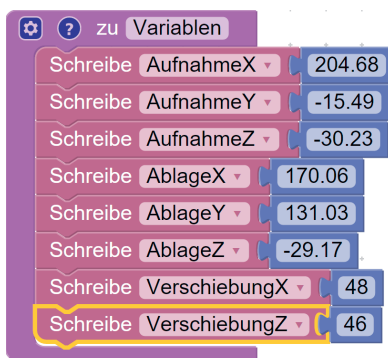 ? zu Variablen
Schreibe AufnahmeX 204.68
Schreibe AufnahmeY -15.49
Schreibe AufnahmeZ -30.23
Schreibe AblageX 170.06
Schreibe AblageY 131.03
Schreibe AblageZ -29.17
Schreibe VerschiebungX 48
Schreibe VerschiebungZ 46